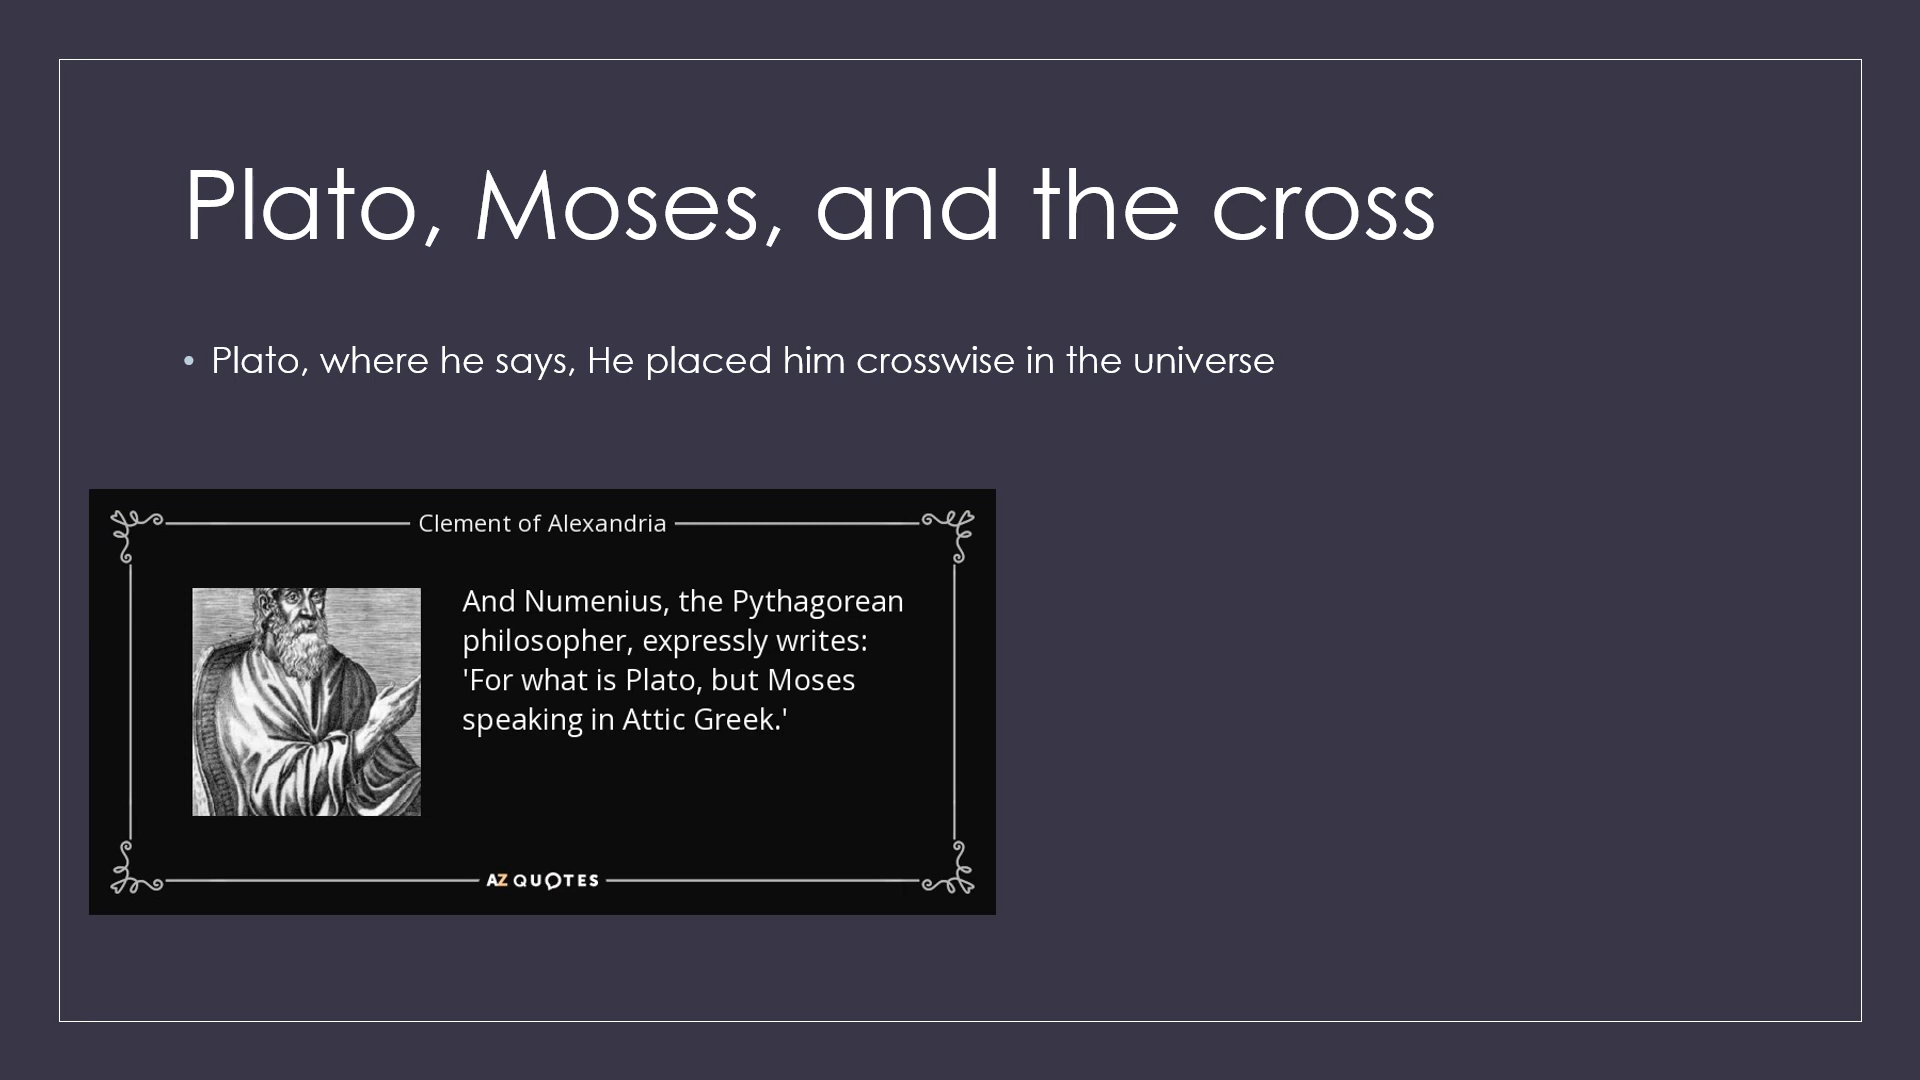 Plato, Moses, and the cross
• Plato, where he says, He placed him crosswise in the universe
Clement of Alexandria
And Numenius, the Pythagorean
philosopher, expressly writes:
'For what is Plato, but Moses
speaking in Attic Greek.'
AZ QUOTES